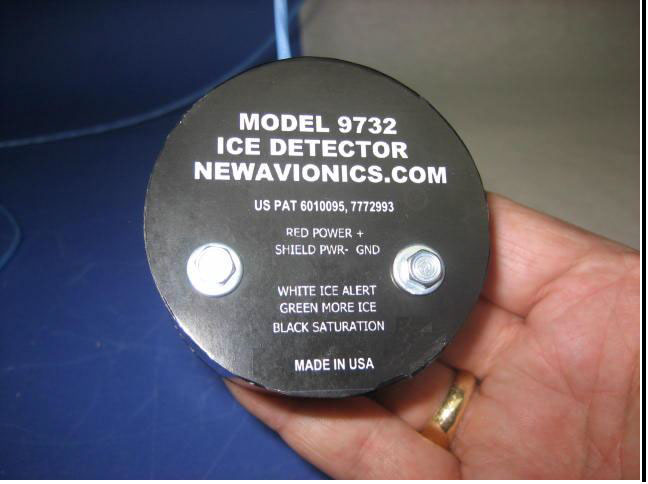 MODEL 9732
ICE DETECTOR
NEWAVIONICS.COM
US PAT 6010095, 7772993
RED POWER +
SHIELD PWR- GND
WHITE ICE ALERT
GREEN MORE ICE
BLACK SATURATION
MADE IN USA